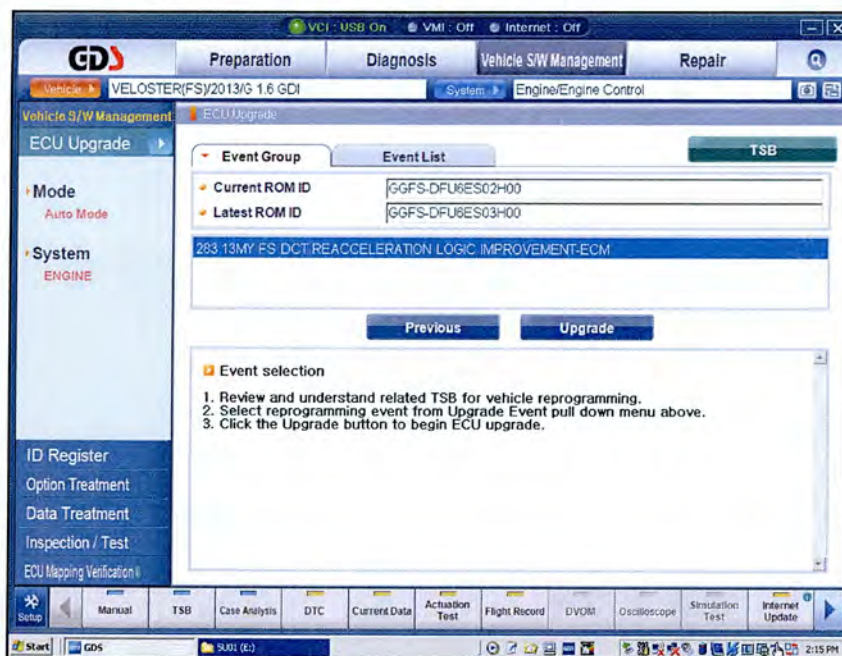 VCI : USB On VMI : Off Internet : Off
GDS Preparation Diagnosis Vehicle S/W Management Repair
Vehicle VELOSTER(FS)/2013/G 1.6 GDI System Engine/Engine Control
Vehicle S/W Management ECU Upgrade
ECU Upgrade
Event Group Event List TSB
Mode
Auto Mode
System
ENGINE
Current ROM ID GGFS-DFU6ES02H00
Latest ROM ID GGFS-DFU6ES03H00
283.13MY FS DCT REACCELERATION LOGIC IMPROVEMENT-ECM
Previous Upgrade
Event selection
1. Review and understand related TSB for vehicle reprogramming.
2. Select reprogramming event from Upgrade Event pull down menu above.
3. Click the Upgrade button to begin ECU upgrade.
ID Register
Option Treatment
Data Treatment
Inspection / Test
ECU Mapping Verification
Setup Manual TSB Case Analysis DTC Current Data Actuation Test Flight Record DVOM Oscilloscope Simulation Test Internet Update
Start GDS SU01 (E:) 2:15 PM